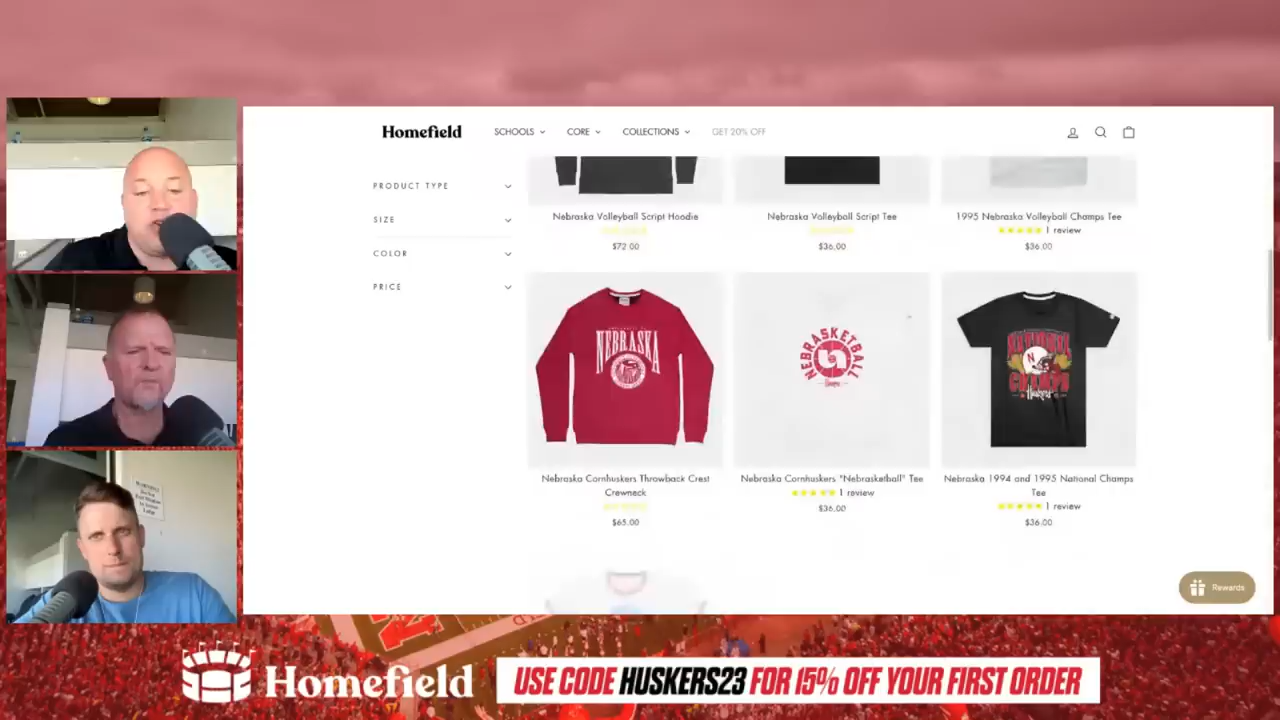 Homefield
SCHOOLS
CORE
COLLECTIONS
GET 20% OFF
PRODUCT TYPE
SIZE
COLOR
PRICE
Nebraska Volleyball Script Hoodie
$72.00
Nebraska Volleyball Script Tee
$36.00
1995 Nebraska Volleyball Champs Tee
1 review
$36.00
NEBRASKA
NEBRASKETBALL
NATIONAL
CHAMPS
Huskers
Nebraska Cornhuskers Throwback Crest
Crewneck
$65.00
Nebraska Cornhuskers "Nebrasketball" Tee
1 review
$36.00
Nebraska 1994 and 1995 National Champs
Tee
1 review
$36.00
Rewards
Homefield
USE CODE HUSKERS23 FOR 15% OFF YOUR FIRST ORDER